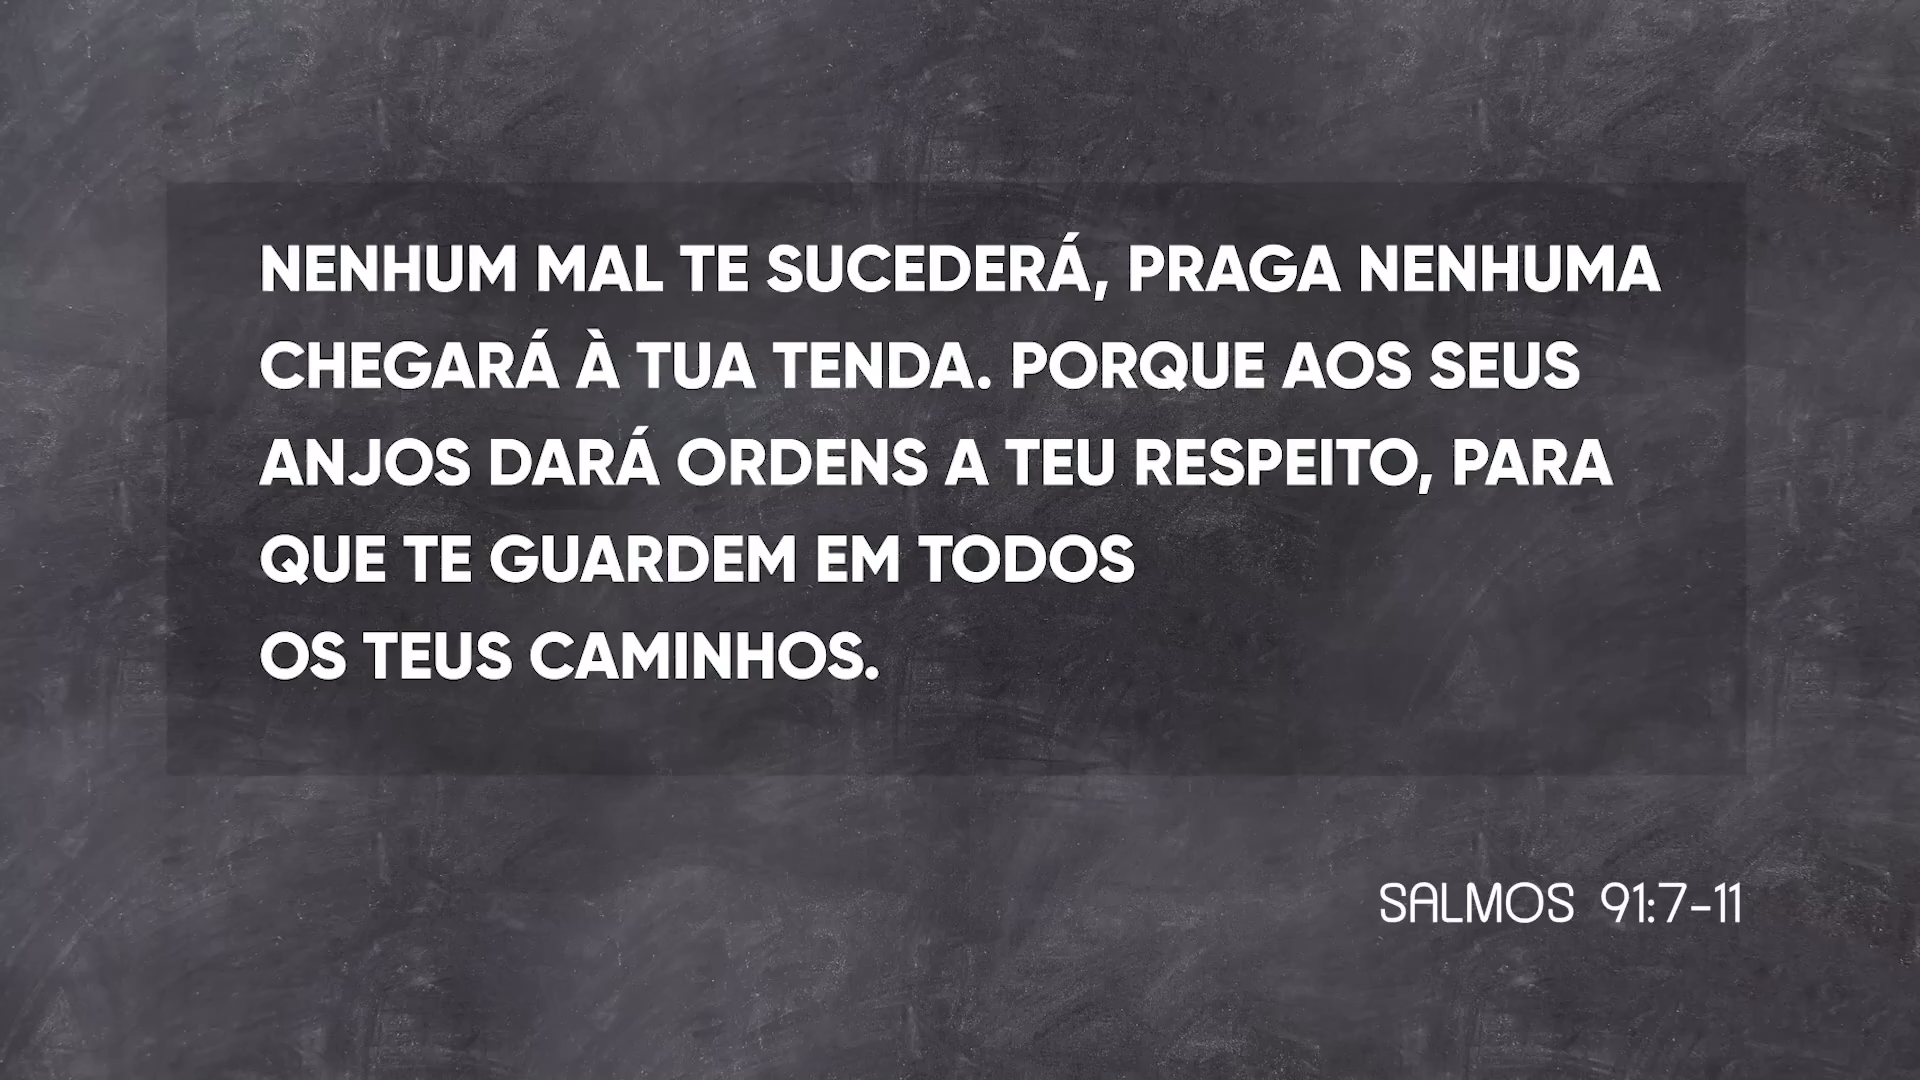 NENHUM MAL TE SUCEDERÁ, PRAGA NENHUMA
CHEGARÁ À TUA TENDA. PORQUE AOS SEUS
ANJOS DARÁ ORDENS A TEU RESPEITO, PARA
QUE TE GUARDEM EM TODOS
OS TEUS CAMINHOS.
SALMOS 91:7-11